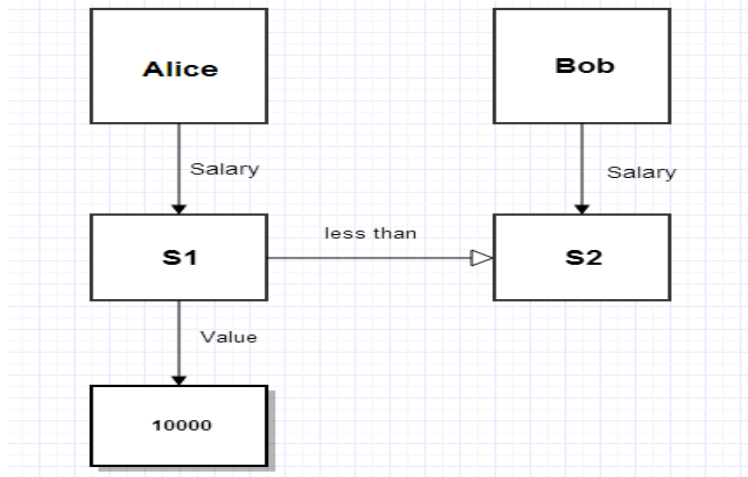 Alice
Bob
Salary
Salary
S1
less than
S2
Value
10000